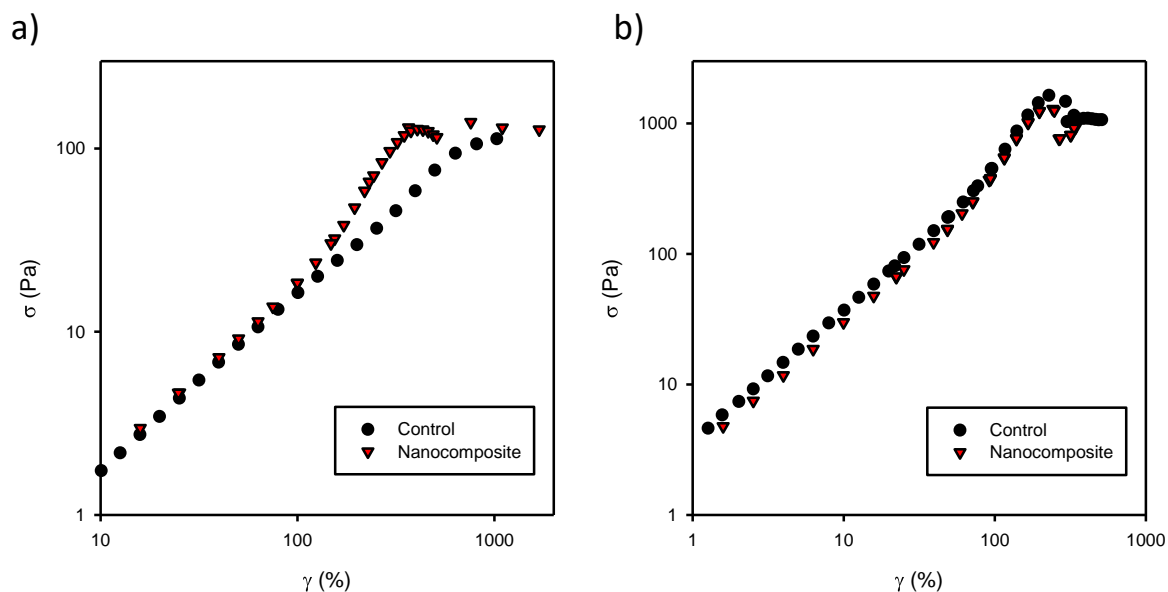 a)
σ (Pa)
100
10
1
Control
Nanocomposite
10 100 1000
γ (%)
b)
σ (Pa)
1000
100
10
1
Control
Nanocomposite
1 10 100 1000
γ (%)